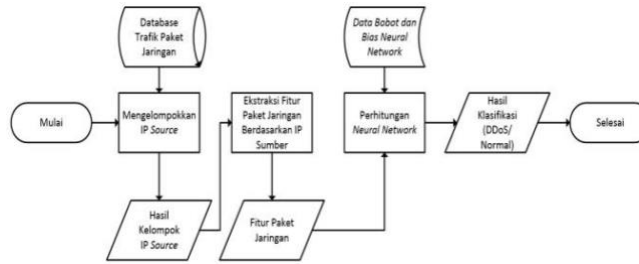 Database
Trafik Paket
Jaringan
Data Bobot dan
Bias Neural
Network
Mulai
Mengelompokkan
IP Source
Ekstraksi Fitur
Paket Jaringan
Berdasarkan IP
Sumber
Perhitungan
Neural Network
Hasil
Klasifikasi
(DDoS/
Normal)
Selesai
Hasil
Kelompok
IP Source
Fitur Paket
Jaringan